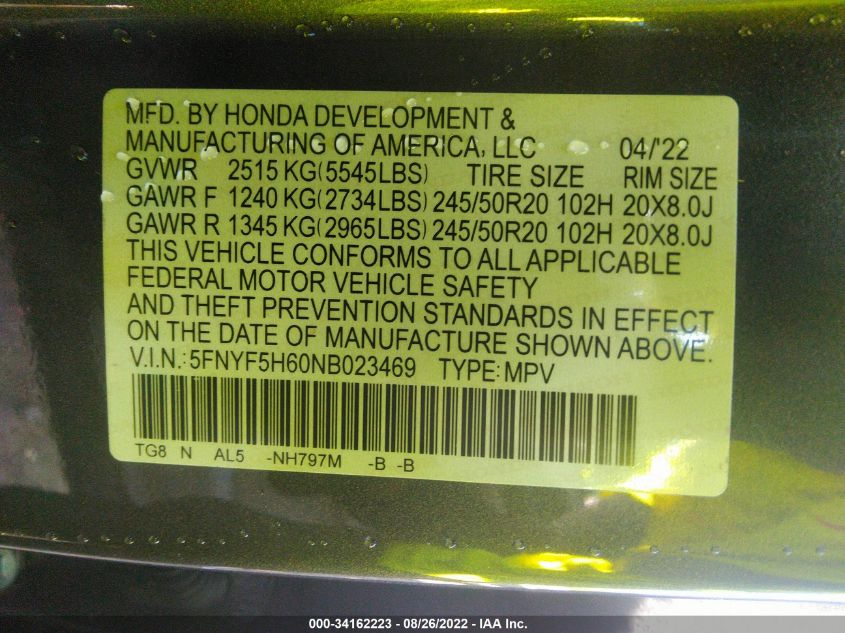 MFD. BY HONDA DEVELOPMENT &
MANUFACTURING OF AMERICA, LLC 04/'22
GVWR 2515 KG(5545LBS) TIRE SIZE RIM SIZE
GAWR F 1240 KG(2734LBS) 245/50R20 102H 20X8.0J
GAWR R 1345 KG(2965LBS) 245/50R20 102H 20X8.0J
THIS VEHICLE CONFORMS TO ALL APPLICABLE
FEDERAL MOTOR VEHICLE SAFETY
AND THEFT PREVENTION STANDARDS IN EFFECT
ON THE DATE OF MANUFACTURE SHOWN ABOVE.
V.I.N.: 5FNYF5H60NB023469 TYPE: MPV
TG8 N AL5 -NH797M -B -B
000-34162223 - 08/26/2022 - IAA Inc.